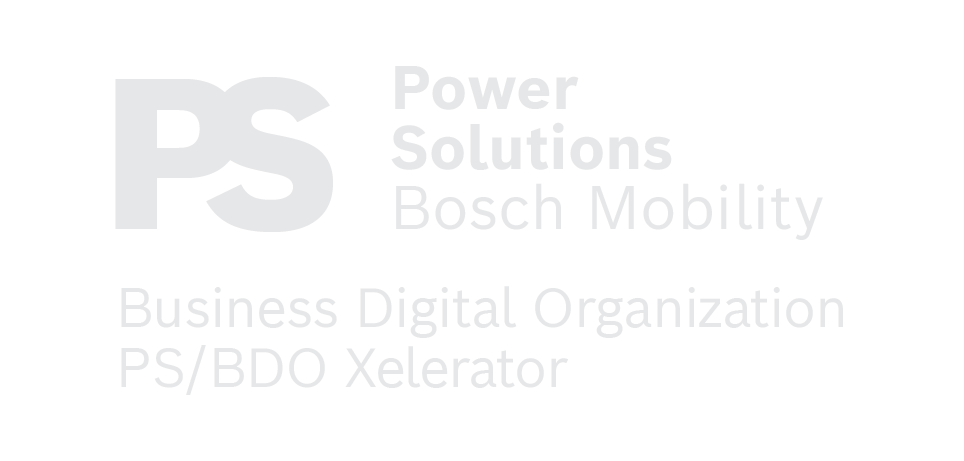 PS
Power
Solutions
Bosch Mobility
Business Digital Organization
PS/BDO Xelerator